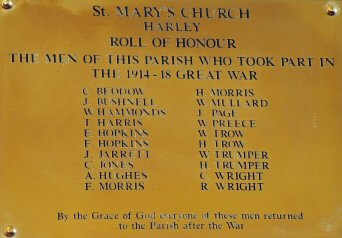 St. MARY'S CHURCH
HARLEY
ROLL OF HONOUR
THE MEN OF THIS PARISH WHO TOOK PART IN
THE 1914-18 GREAT WAR
C. BEDDOW H. MORRIS
J. BUSHNELL W. MULLARD
W. HAMMONDS J. PAGE
T. HARRIS W. PREECE
E. HOPKINS W. TROW
F. HOPKINS H. TROW
J. JARRETT W. TRUMPER
C. JONES H. TRUMPER
A. HUGHES C. WRIGHT
F. MORRIS R. WRIGHT
By the Grace of God everyone of these men returned
to the Parish after the War